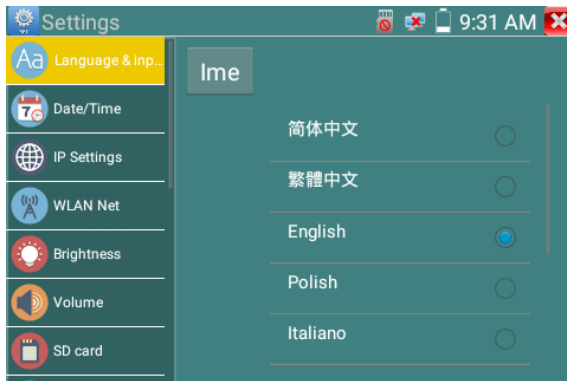 Settings
9:31 AM
Language & inp...
Date/Time
IP Settings
WLAN Net
Brightness
Volume
SD card
Ime
简体中文
繁體中文
English
Polish
Italiano